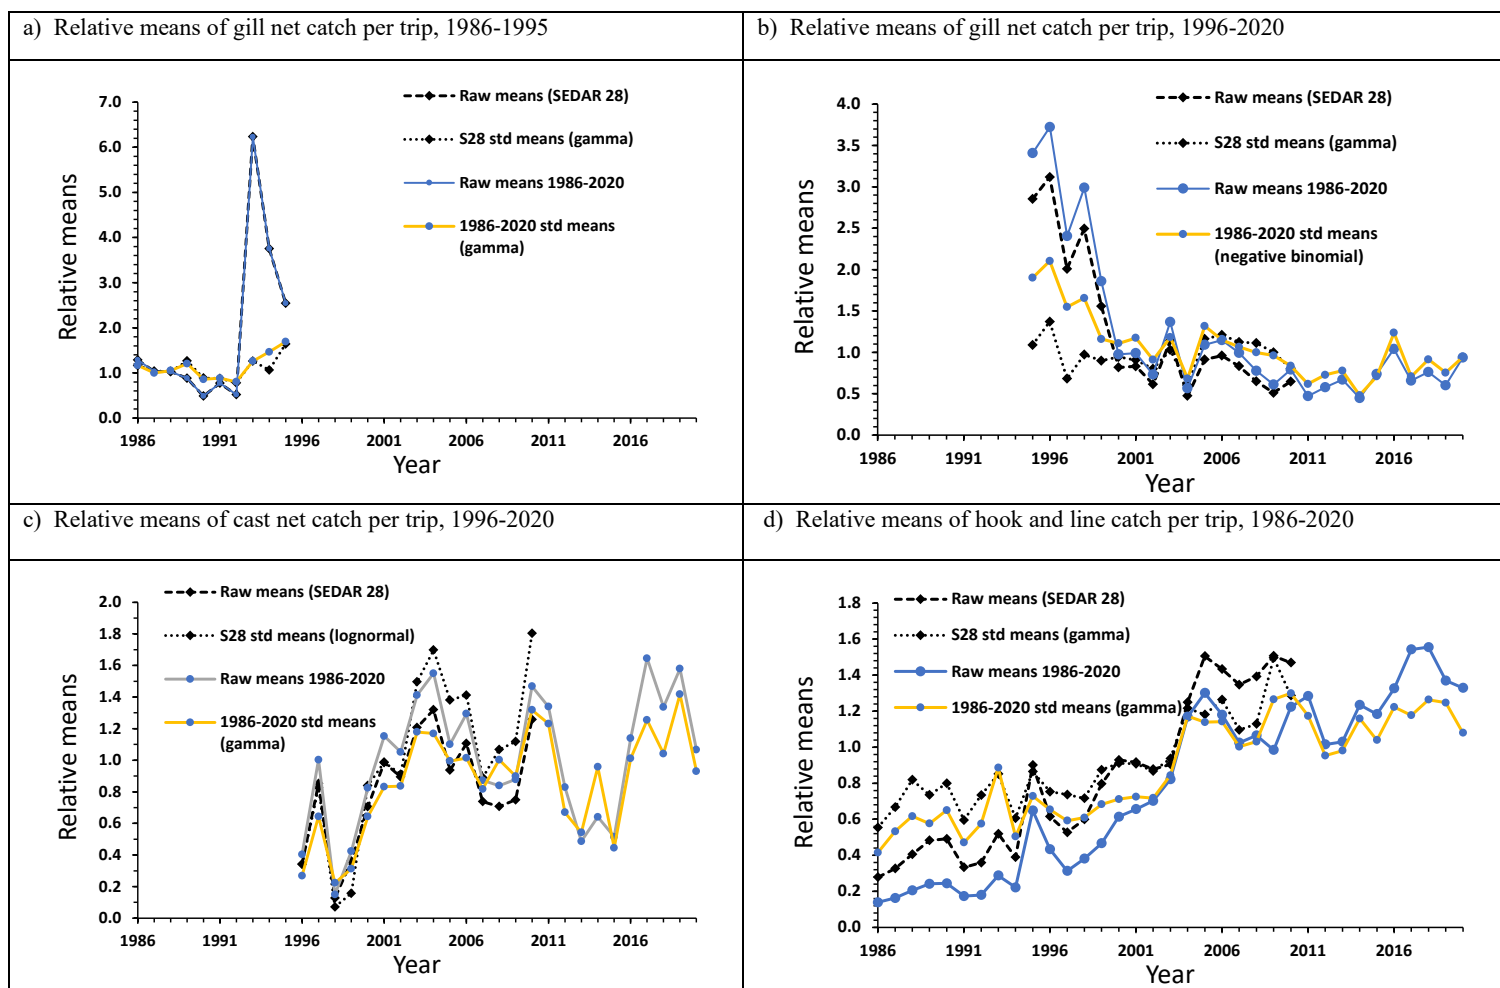 a) Relative means of gill net catch per trip, 1986-1995
7.0
6.0
5.0
4.0
3.0
2.0
1.0
0.0
Relative means
1986
1991
1996
2001
2006
2011
2016
Year
Raw means (SEDAR 28)
S28 std means (gamma)
Raw means 1986-2020
1986-2020 std means
(gamma)
b) Relative means of gill net catch per trip, 1996-2020
4.0
3.5
3.0
2.5
2.0
1.5
1.0
0.5
0.0
Relative means
1986
1991
1996
2001
2006
2011
2016
Year
Raw means (SEDAR 28)
S28 std means (gamma)
Raw means 1986-2020
1986-2020 std means
(negative binomial)
c) Relative means of cast net catch per trip, 1996-2020
2.0
1.8
1.6
1.4
1.2
1.0
0.8
0.6
0.4
0.2
0.0
Relative means
1986
1991
1996
2001
2006
2011
2016
Year
Raw means (SEDAR 28)
S28 std means (lognormal)
Raw means 1986-2020
1986-2020 std means
(gamma)
d) Relative means of hook and line catch per trip, 1986-2020
1.8
1.6
1.4
1.2
1.0
0.8
0.6
0.4
0.2
0.0
Relative means
1986
1991
1996
2001
2006
2011
2016
Year
Raw means (SEDAR 28)
S28 std means (gamma)
Raw means 1986-2020
1986-2020 std means (gamma)